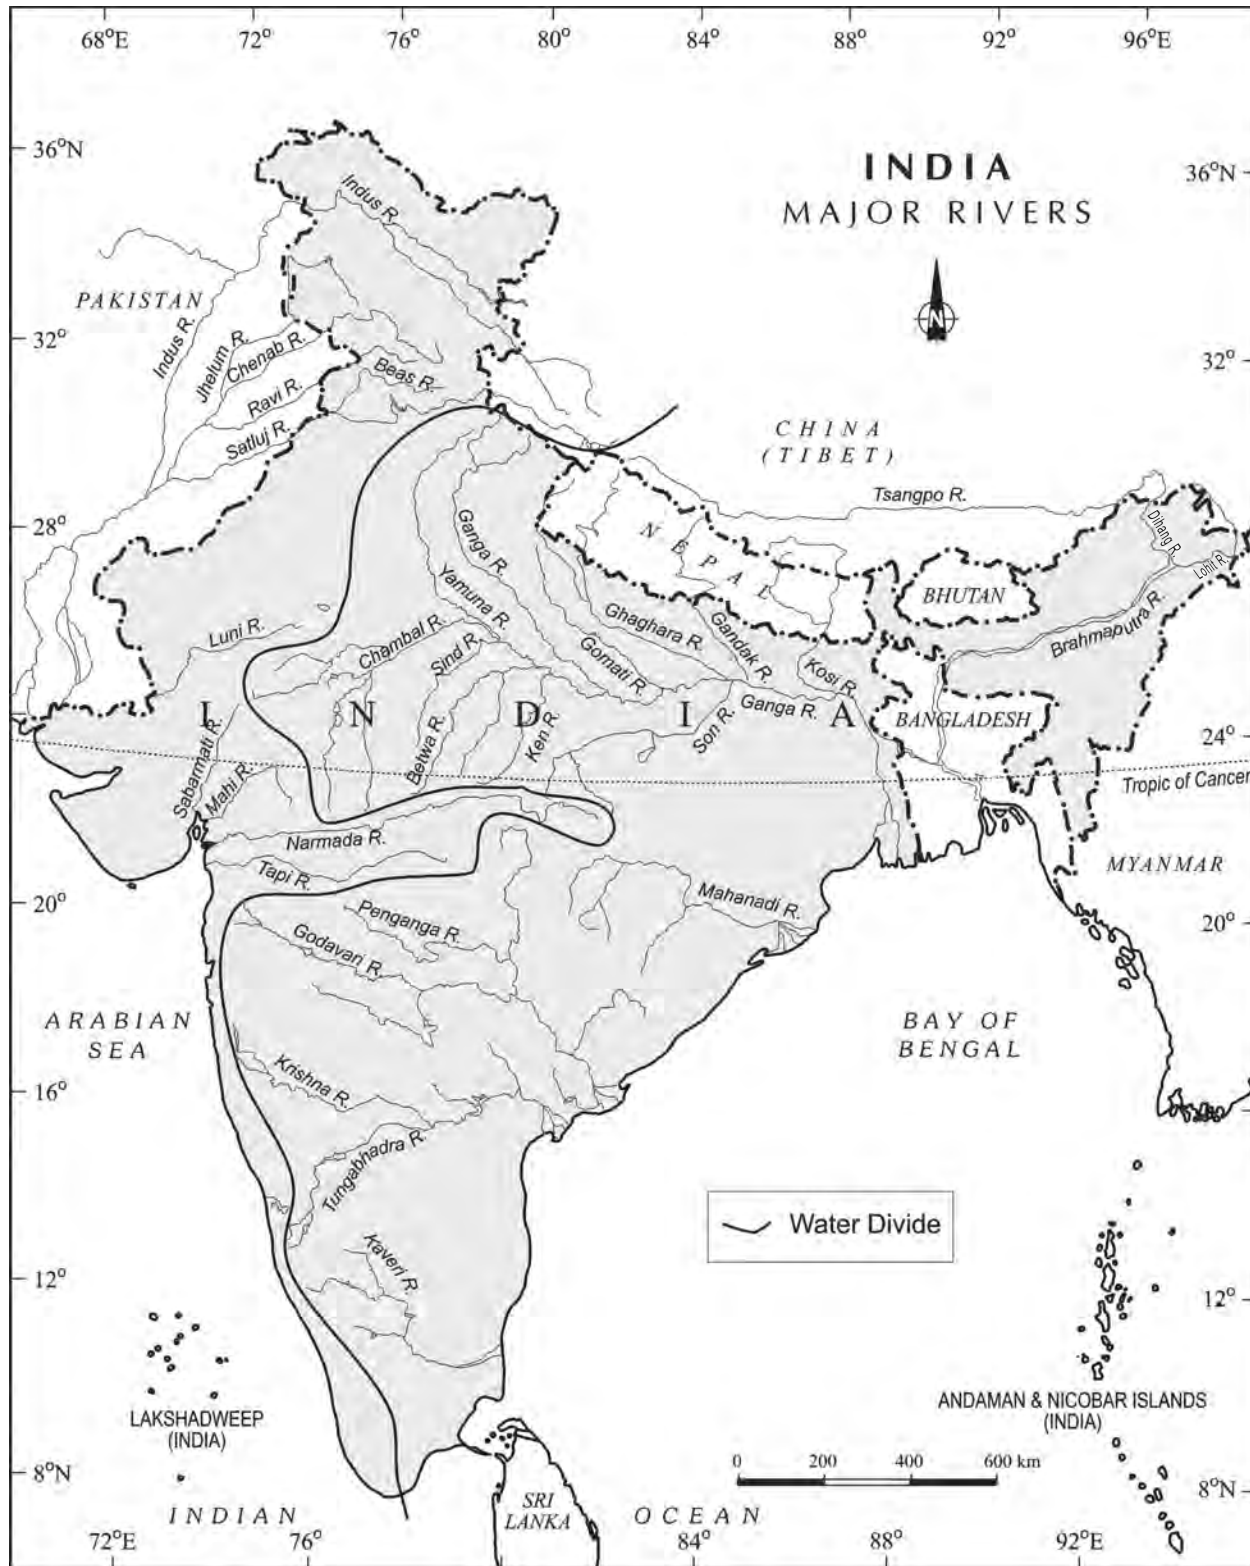 68°E 72° 76° 80° 84° 88° 92° 96°E
36°N
INDIA
MAJOR RIVERS
36°N
N
Indus R.
PAKISTAN
Indus R.
Jhelum R.
Chenab R.
Ravi R.
Satluj R.
Beas R.
32°
32°
CHINA
(TIBET)
Tsangpo R.
Dihang R.
Lohit R.
28°
28°
NEPAL
BHUTAN
Brahmaputra R.
Ganga R.
Yamuna R.
Ghaghara R.
Gandak R.
Gomati R.
Kosi R.
Luni R.
Chambal R.
Sind R.
Betwa R.
Ken R.
Son R.
Ganga R.
INDIA
BANGLADESH
24°
Tropic of Cancer
Sabarmati R.
Mahi R.
Narmada R.
Tapi R.
MYANMAR
20°
20°
Mahanadi R.
Penganga R.
Godavari R.
ARABIAN
SEA
BAY OF
BENGAL
16°
Krishna R.
Tungabhadra R.
Water Divide
Kaveri R.
12°
12°
LAKSHADWEEP
(INDIA)
ANDAMAN & NICOBAR ISLANDS
(INDIA)
0 200 400 600 km
8°N
8°N
SRI
LANKA
INDIAN OCEAN
72°E 76° 84° 88° 92°E